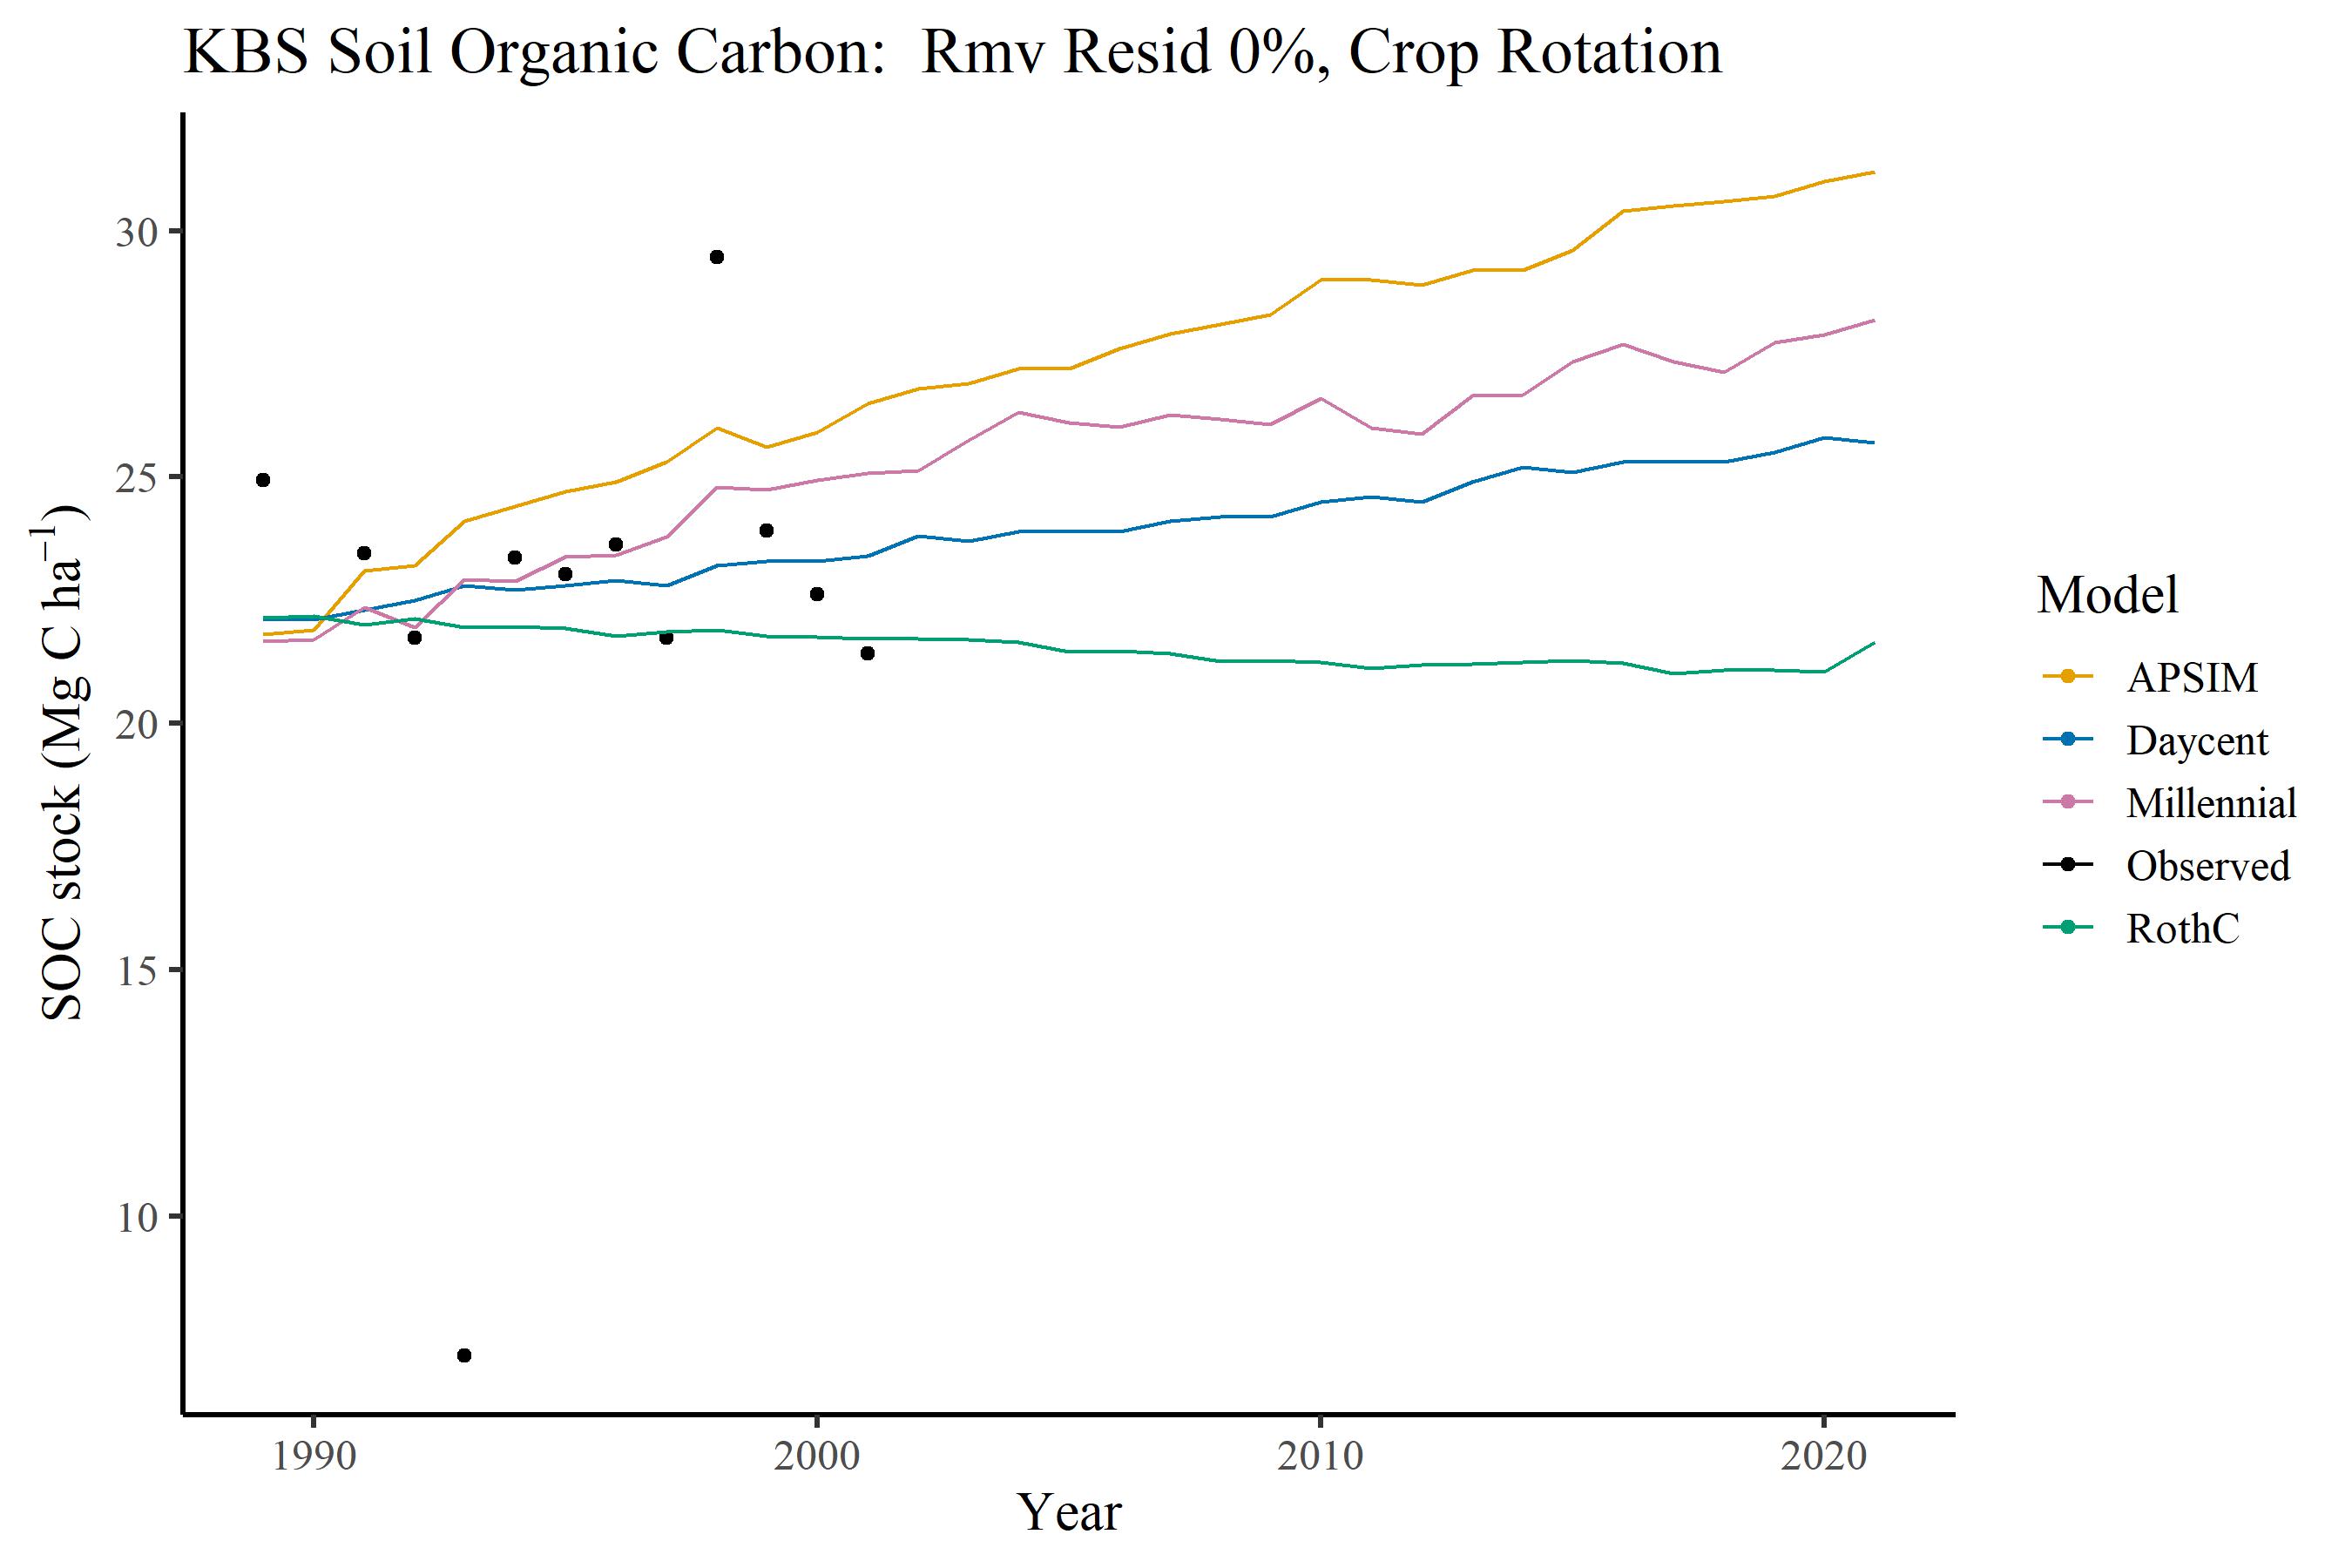 KBS Soil Organic Carbon:  Rmv Resid 0%, Crop Rotation
SOC stock (Mg C ha⁻¹)
30
25
20
15
10
1990
2000
2010
2020
Year
Model
APSIM
Daycent
Millennial
Observed
RothC